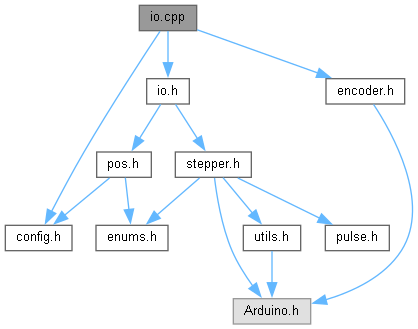 io.cpp
io.h
encoder.h
pos.h
stepper.h
config.h
enums.h
utils.h
pulse.h
Arduino.h